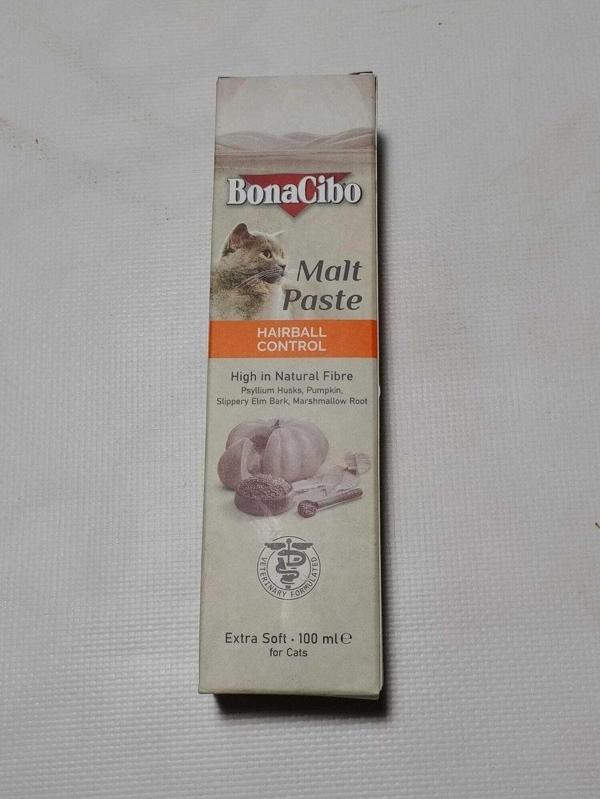 BonaCibo
Malt
Paste
HAIRBALL
CONTROL
High in Natural Fibre
Psyllium Husks, Pumpkin,
Slippery Elm Bark, Marshmallow Root
VETERINARY FORMULATED
Extra Soft • 100 ml ℮
for Cats